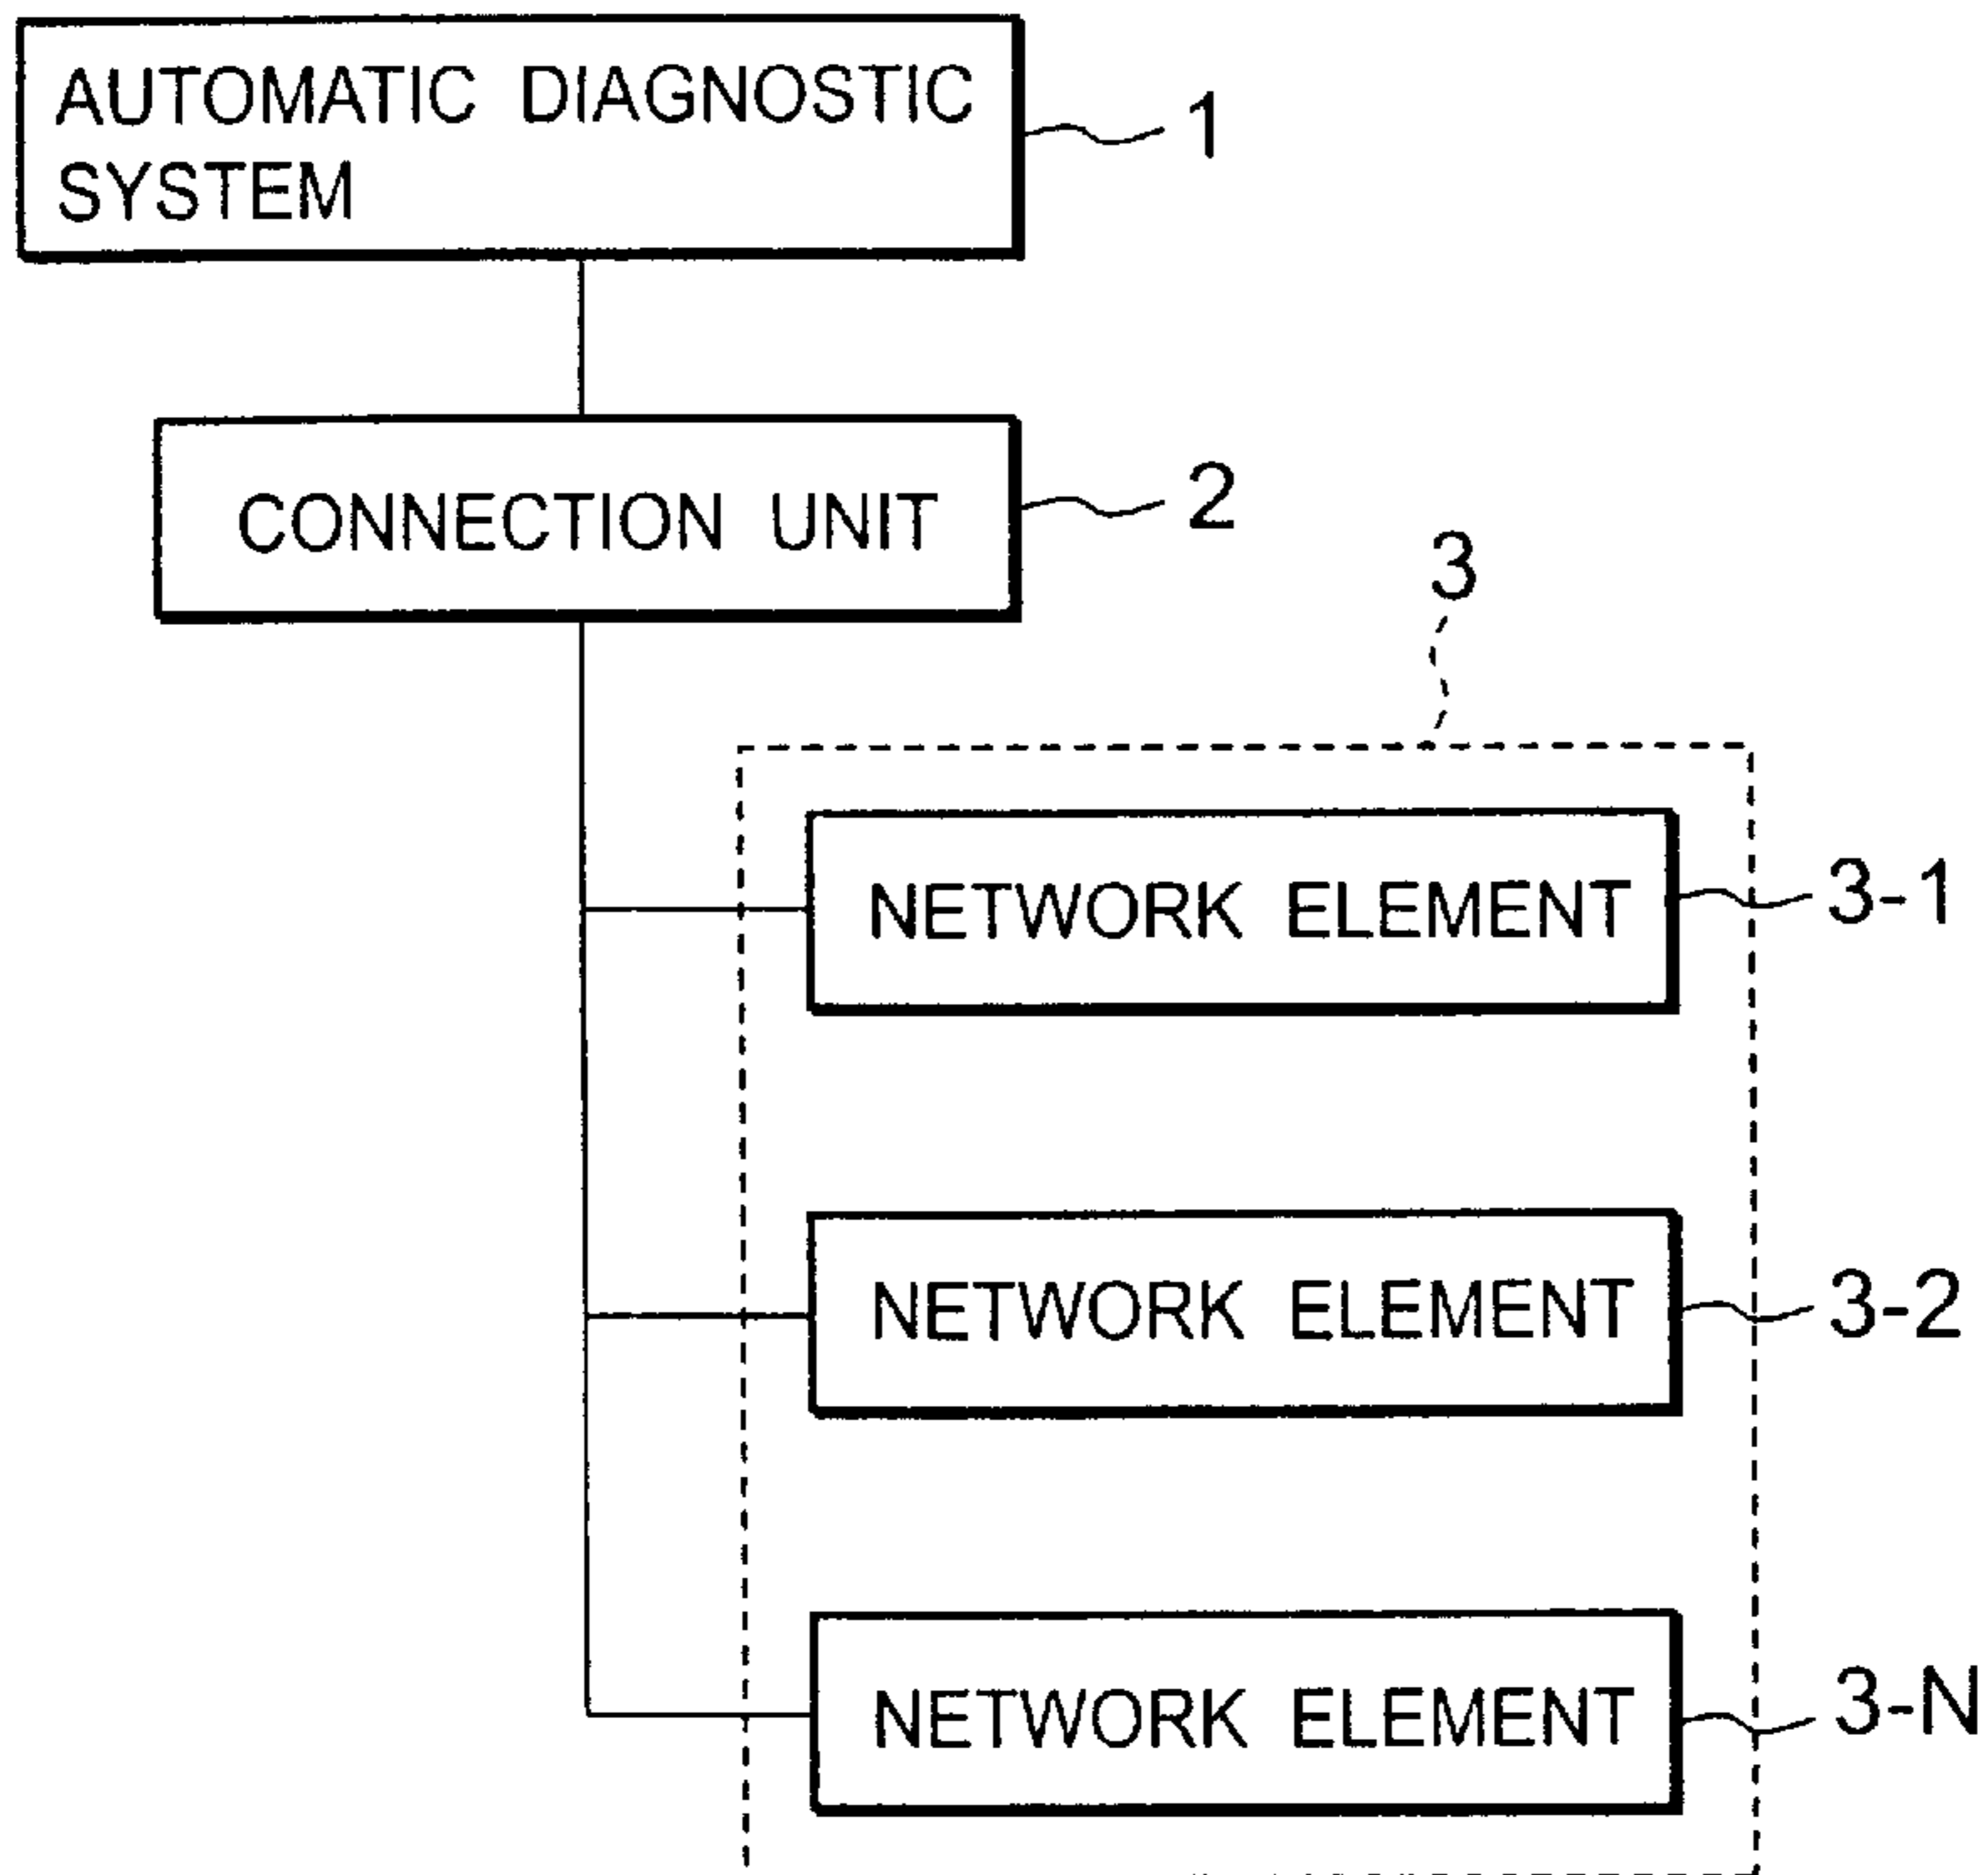 AUTOMATIC DIAGNOSTIC
SYSTEM
1
CONNECTION UNIT
2
3
NETWORK ELEMENT
3-1
NETWORK ELEMENT
3-2
NETWORK ELEMENT
3-N